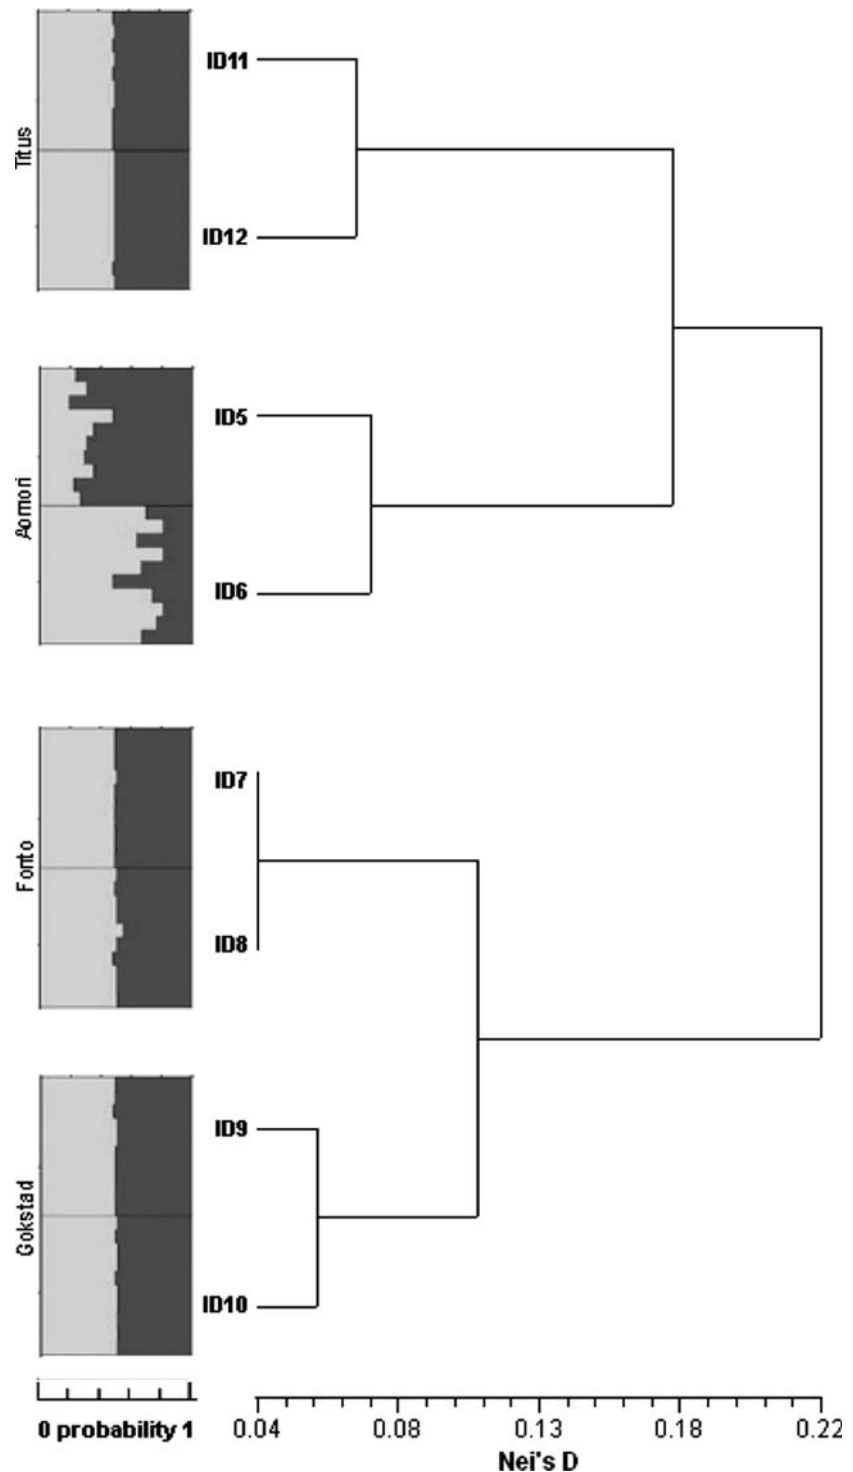 Titus
ID11
ID12
Aomori
ID5
ID6
Fonto
ID7
ID8
Gokstad
ID9
ID10
0 probability 1
0.04 0.08 0.13 0.18 0.22
Nei's D